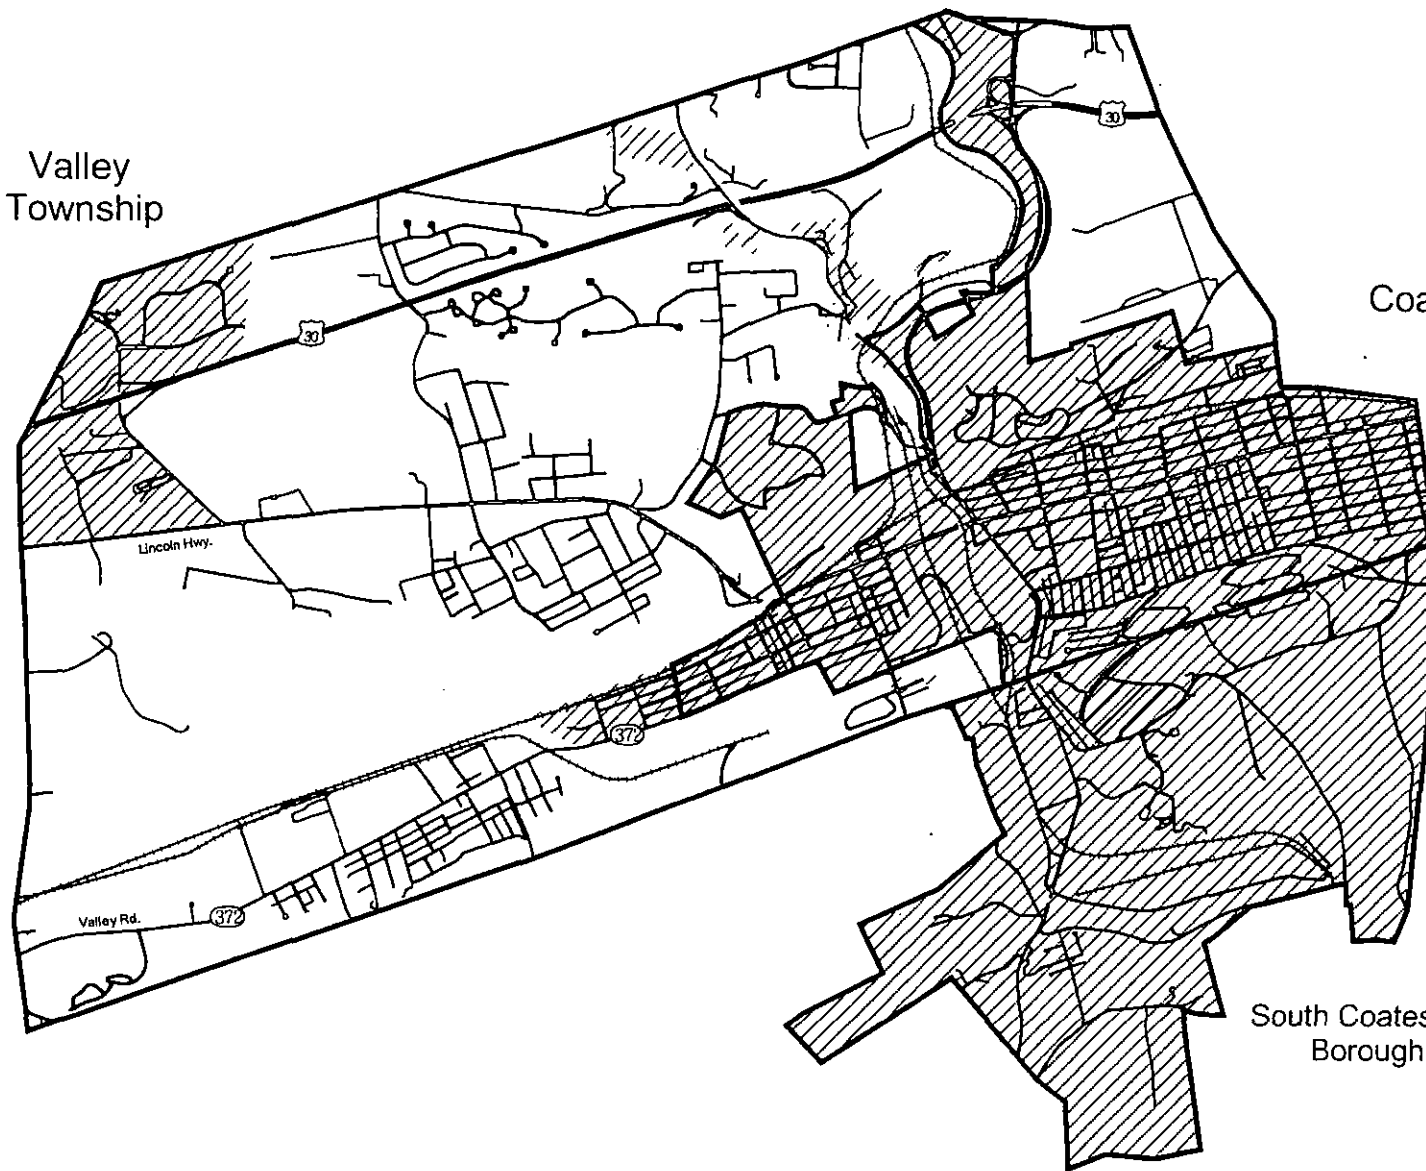 Valley
Township
30
Coa
30
Lincoln Hwy.
372
Valley Rd.
372
South Coates
Borough